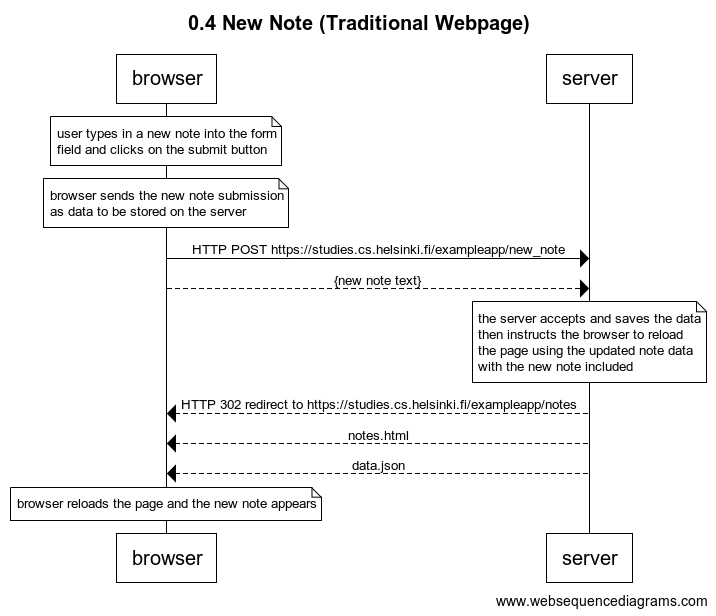 0.4 New Note (Traditional Webpage)
browser
server
user types in a new note into the form
field and clicks on the submit button
browser sends the new note submission
as data to be stored on the server
HTTP POST https://studies.cs.helsinki.fi/exampleapp/new_note
{new note text}
the server accepts and saves the data
then instructs the browser to reload
the page using the updated note data
with the new note included
HTTP 302 redirect to https://studies.cs.helsinki.fi/exampleapp/notes
notes.html
data.json
browser reloads the page and the new note appears
browser
server
www.websequencediagrams.com